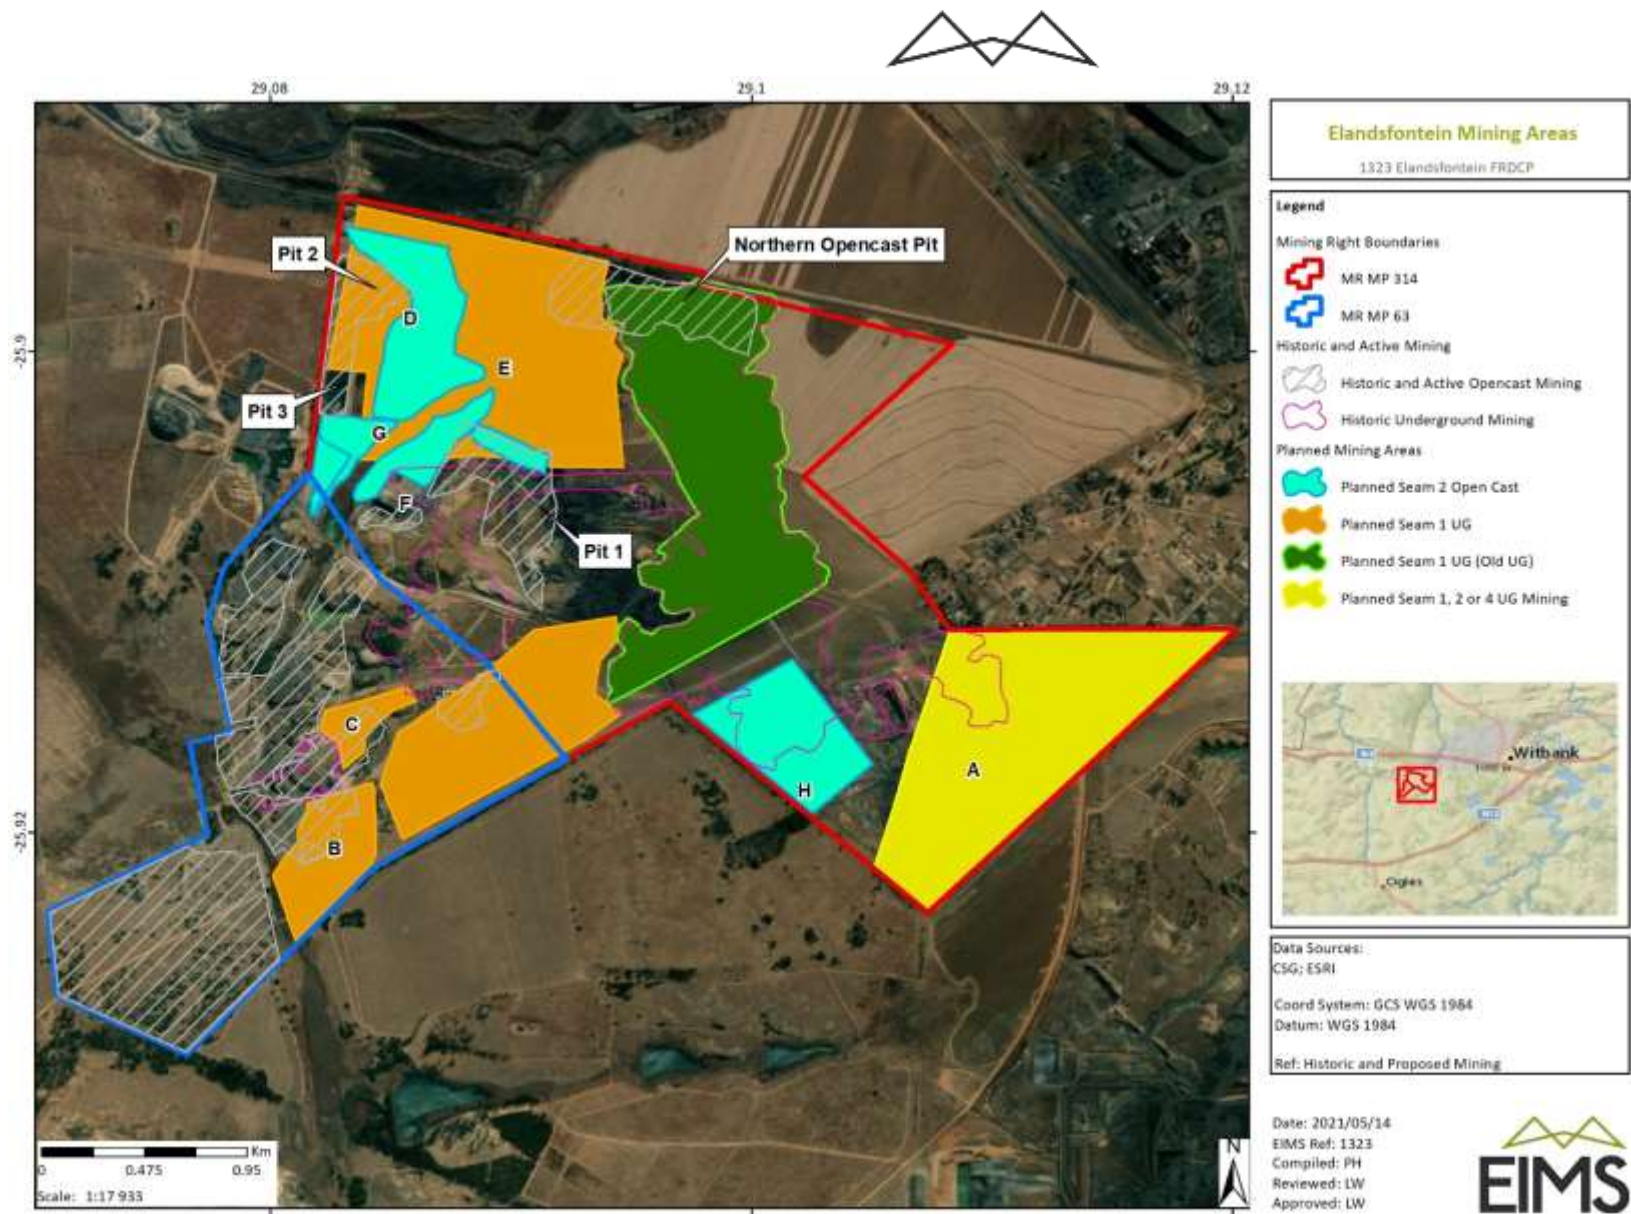 29.08
29.1
29.12
-25.9
-25.92
Pit 2
Northern Opencast Pit
D
E
Pit 3
G
F
Pit 1
C
B
A
H
Km
0 0.475 0.95
Scale: 1:17 933
N
Elandsfontein Mining Areas
1323 Elandsfontein FRDCP
Legend
Mining Right Boundaries
MR MP 314
MR MP 63
Historic and Active Mining
Historic and Active Opencast Mining
Historic Underground Mining
Planned Mining Areas
Planned Seam 2 Open Cast
Planned Seam 1 UG
Planned Seam 1 UG (Old UG)
Planned Seam 1, 2 or 4 UG Mining
Witbank
Ogies
Data Sources:
CSG; ESRI
Coord System: GCS WGS 1984
Datum: WGS 1984
Ref: Historic and Proposed Mining
Date: 2021/05/14
EIMS Ref: 1323
Compiled: PH
Reviewed: LW
Approved: LW
EIMS